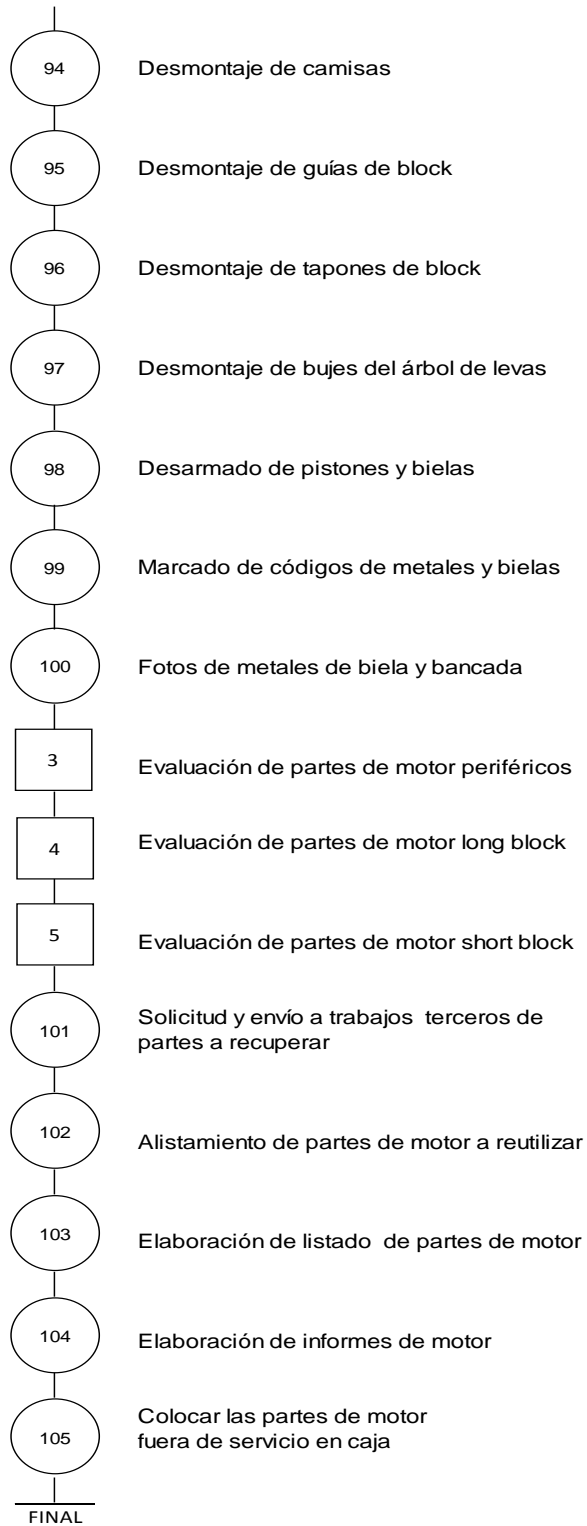 94 Desmontaje de camisas
95 Desmontaje de guías de block
96 Desmontaje de tapones de block
97 Desmontaje de bujes del árbol de levas
98 Desarmado de pistones y bielas
99 Marcado de códigos de metales y bielas
100 Fotos de metales de biela y bancada
3 Evaluación de partes de motor periféricos
4 Evaluación de partes de motor long block
5 Evaluación de partes de motor short block
101 Solicitud y envío a trabajos terceros de
partes a recuperar
102 Alistamiento de partes de motor a reutilizar
103 Elaboración de listado de partes de motor
104 Elaboración de informes de motor
105 Colocar las partes de motor
fuera de servicio en caja
FINAL